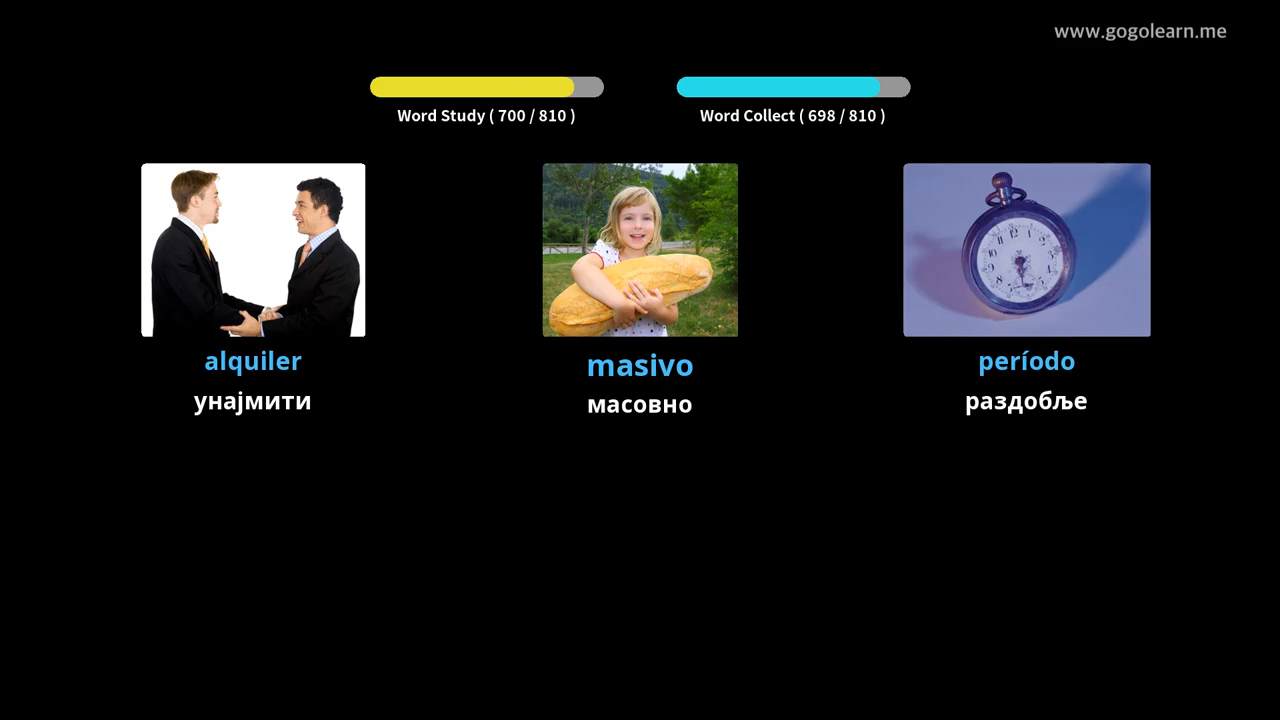 www.gogolearn.me
Word Study ( 700 / 810 )
Word Collect ( 698 / 810 )
alquiler
унајмити
masivo
масовно
período
раздобље